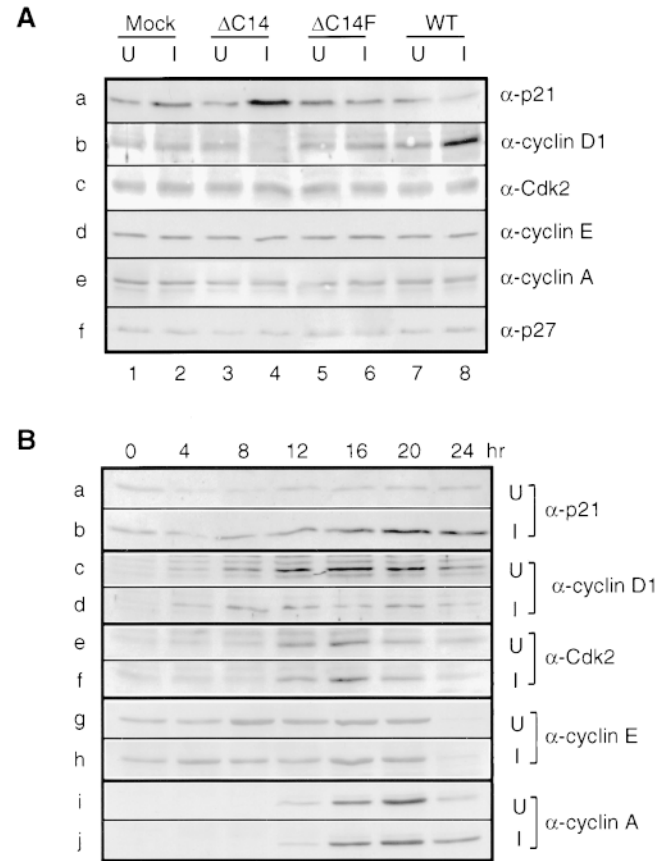 A
Mock ΔC14 ΔC14F WT
U I U I U I U I
a α-p21
b α-cyclin D1
c α-Cdk2
d α-cyclin E
e α-cyclin A
f α-p27
1 2 3 4 5 6 7 8
B
0 4 8 12 16 20 24 hr
a U
α-p21
b I
c U
α-cyclin D1
d I
e U
α-Cdk2
f I
g U
α-cyclin E
h I
i U
α-cyclin A
j I